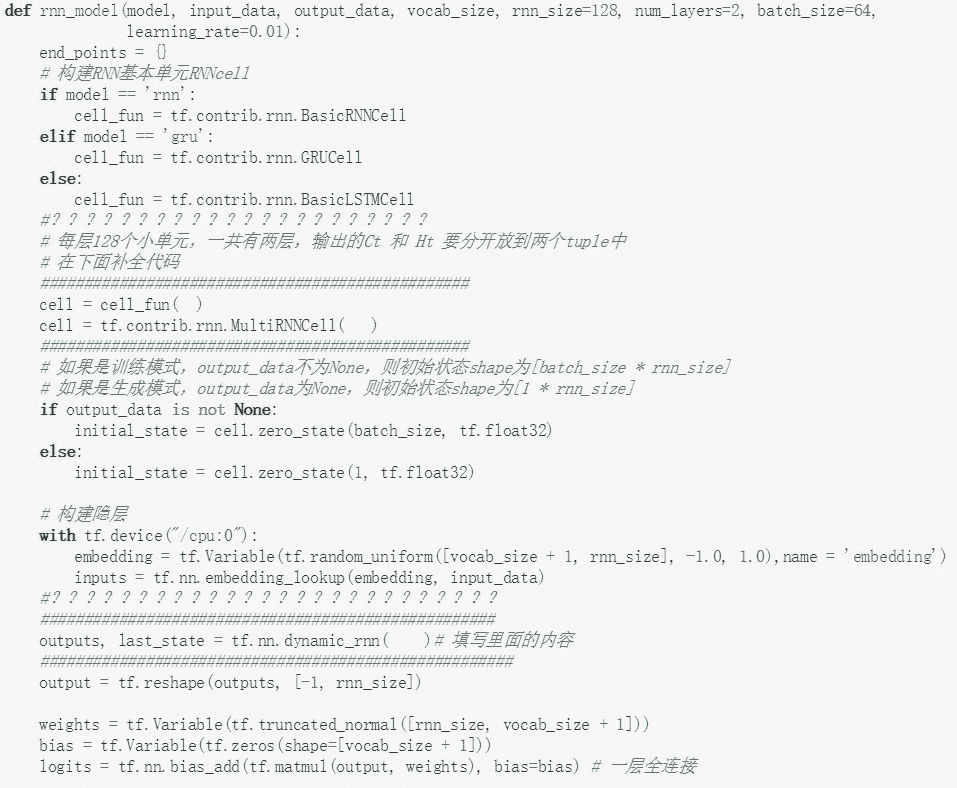 def rnn_model(model, input_data, output_data, vocab_size, rnn_size=128, num_layers=2, batch_size=64,
              learning_rate=0.01):
    end_points = {}
    # 构建RNN基本单元RNNcell
    if model == 'rnn':
        cell_fun = tf.contrib.rnn.BasicRNNCell
    elif model == 'gru':
        cell_fun = tf.contrib.rnn.GRUCell
    else:
        cell_fun = tf.contrib.rnn.BasicLSTMCell
    #？？？？？？？？？？？？？？？？？？？？？？
    # 每层128个小单元，一共有两层，输出的Ct 和 Ht 要分开放到两个tuple中
    # 在下面补全代码
    #################################################
    cell = cell_fun(  )
    cell = tf.contrib.rnn.MultiRNNCell(   )
    #################################################
    # 如果是训练模式，output_data不为None，则初始状态shape为[batch_size * rnn_size]
    # 如果是生成模式，output_data为None，则初始状态shape为[1 * rnn_size]
    if output_data is not None:
        initial_state = cell.zero_state(batch_size, tf.float32)
    else:
        initial_state = cell.zero_state(1, tf.float32)

    # 构建隐层
    with tf.device("/cpu:0"):
        embedding = tf.Variable(tf.random_uniform([vocab_size + 1, rnn_size], -1.0, 1.0),name = 'embedding')
        inputs = tf.nn.embedding_lookup(embedding, input_data)
    #？？？？？？？？？？？？？？？？？？？？？？？？？？
    ####################################################
    outputs, last_state = tf.nn.dynamic_rnn(    )# 填写里面的内容
    ######################################################
    output = tf.reshape(outputs, [-1, rnn_size])

    weights = tf.Variable(tf.truncated_normal([rnn_size, vocab_size + 1]))
    bias = tf.Variable(tf.zeros(shape=[vocab_size + 1]))
    logits = tf.nn.bias_add(tf.matmul(output, weights), bias=bias) # 一层全连接